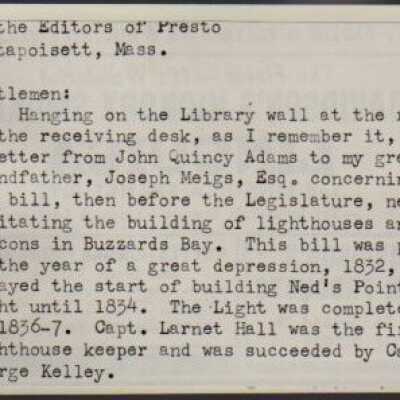 the Editors of Presto
tapoisett, Mass.
tlemen:
Hanging on the Library wall at the r
the receiving desk, as I remember it,
etter from John Quincy Adams to my gre
ndfather, Joseph Meigs, Esq. concernin
bill, then before the Legislature, ne
itating the building of lighthouses an
cons in Buzzards Bay. This bill was p
the year of a great depression, 1832,
ayed the start of building Ned's Point
ht until 1834. The Light was complete
1836-7. Capt. Larnet Hall was the fir
hthouse keeper and was succeeded by Ca
rge Kelley.